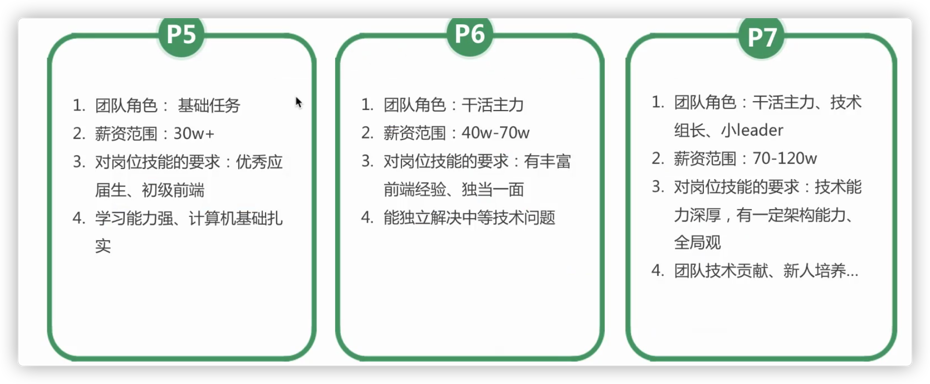 P5
1. 团队角色： 基础任务
2. 薪资范围：30w+
3. 对岗位技能的要求：优秀应
届生、初级前端
4. 学习能力强、计算机基础扎
实
P6
1. 团队角色：干活主力
2. 薪资范围：40w-70w
3. 对岗位技能的要求：有丰富
前端经验、独当一面
4. 能独立解决中等技术问题
P7
1. 团队角色：干活主力、技术
组长、小leader
2. 薪资范围：70-120w
3. 对岗位技能的要求：技术能
力深厚，有一定架构能力、
全局观
4. 团队技术贡献、新人培养...